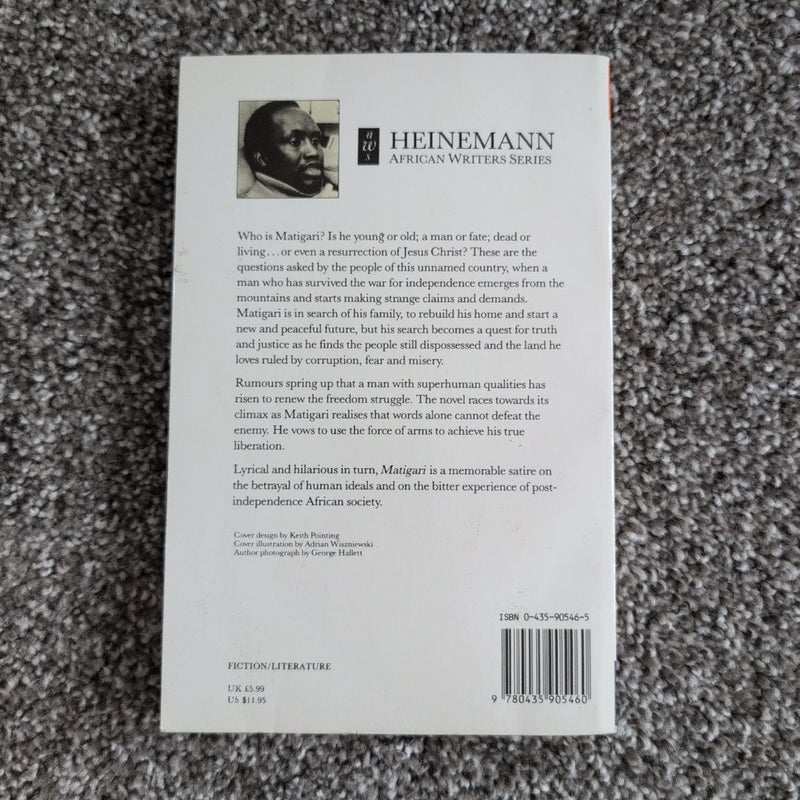 a
w
s
HEINEMANN
AFRICAN WRITERS SERIES
Who is Matigari? Is he young or old; a man or fate; dead or
living...or even a resurrection of Jesus Christ? These are the
questions asked by the people of this unnamed country, when a
man who has survived the war for independence emerges from the
mountains and starts making strange claims and demands.
Matigari is in search of his family, to rebuild his home and start a
new and peaceful future, but his search becomes a quest for truth
and justice as he finds the people still dispossessed and the land he
loves ruled by corruption, fear and misery.
Rumours spring up that a man with superhuman qualities has
risen to renew the freedom struggle. The novel races towards its
climax as Matigari realises that words alone cannot defeat the
enemy. He vows to use the force of arms to achieve his true
liberation.
Lyrical and hilarious in turn, Matigari is a memorable satire on
the betrayal of human ideals and on the bitter experience of post-
independence African society.
Cover design by Keith Pointing
Cover illustration by Adrian Wiszniewski
Author photograph by George Hallett
ISBN 0-435-90546-5
FICTION/LITERATURE
UK £5.99
US $11.95
9 780435 905460